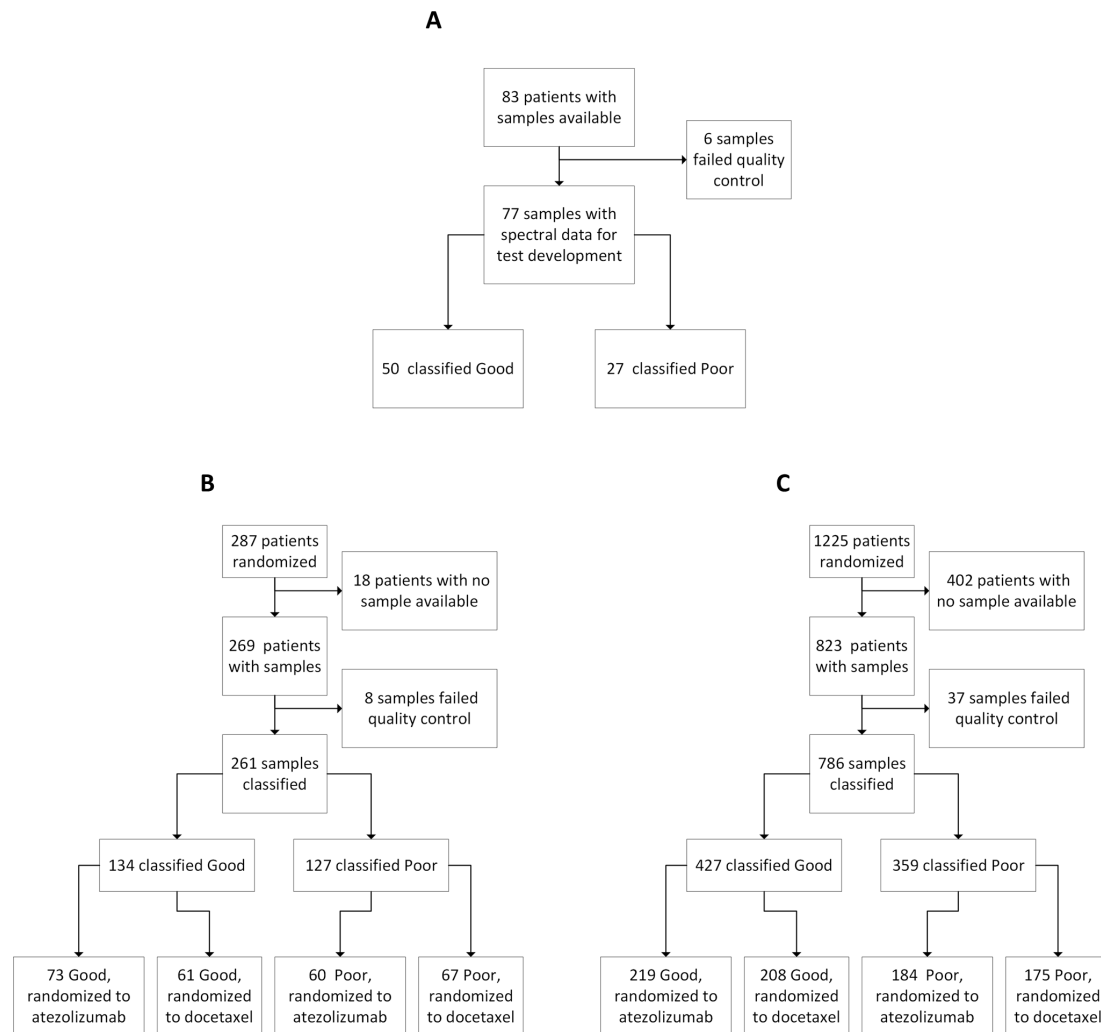 A
83 patients with
samples available
6 samples
failed quality
control
77 samples with
spectral data for
test development
50 classified Good
27 classified Poor
B
287 patients
randomized
18 patients with no
sample available
269 patients
with samples
8 samples failed
quality control
261 samples
classified
134 classified Good
127 classified Poor
73 Good,
randomized to
atezolizumab
61 Good,
randomized
to docetaxel
60 Poor,
randomized to
atezolizumab
67 Poor,
randomized
to docetaxel
C
1225 patients
randomized
402 patients with
no sample available
823 patients
with samples
37 samples failed
quality control
786 samples
classified
427 classified Good
359 classified Poor
219 Good,
randomized to
atezolizumab
208 Good,
randomized
to docetaxel
184 Poor,
randomized to
atezolizumab
175 Poor,
randomized
to docetaxel